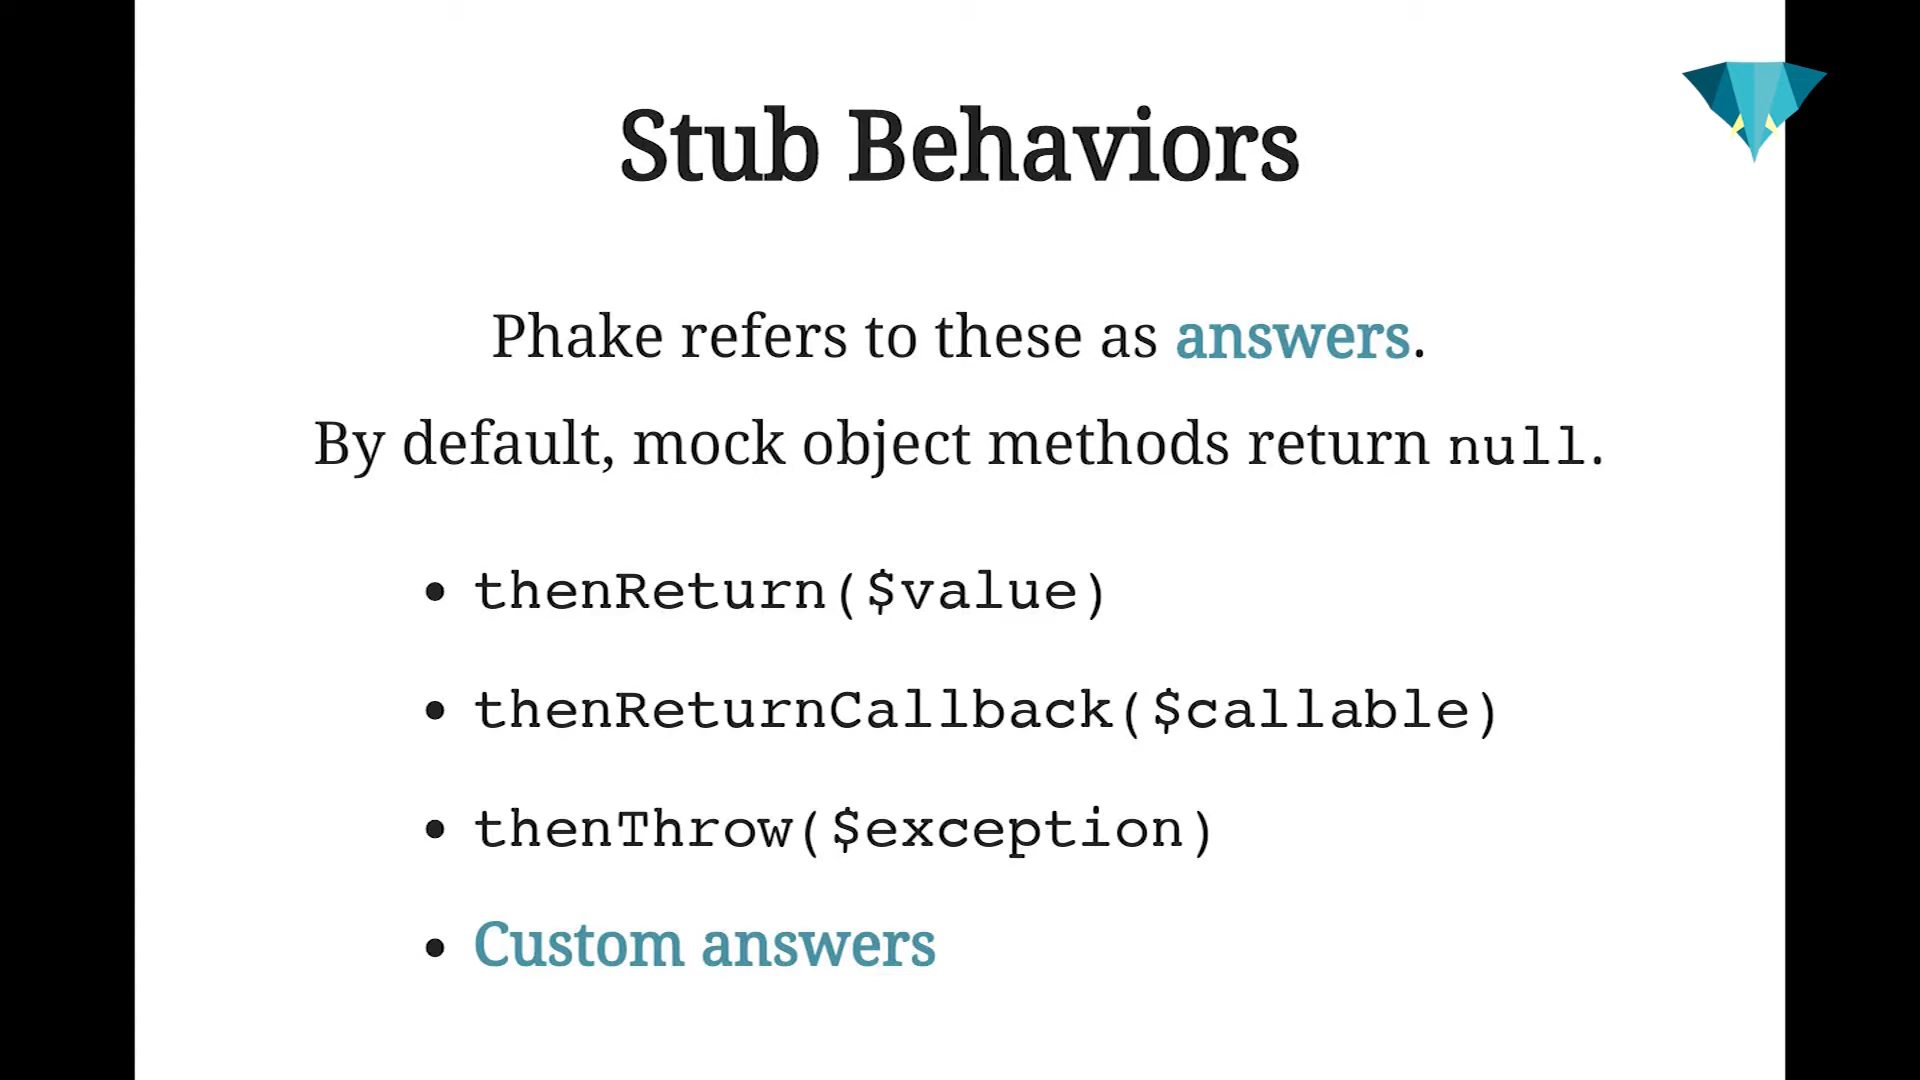 Stub Behaviors
Phake refers to these as answers.
By default, mock object methods return null.
• thenReturn($value)
• thenReturnCallback($callable)
• thenThrow($exception)
• Custom answers